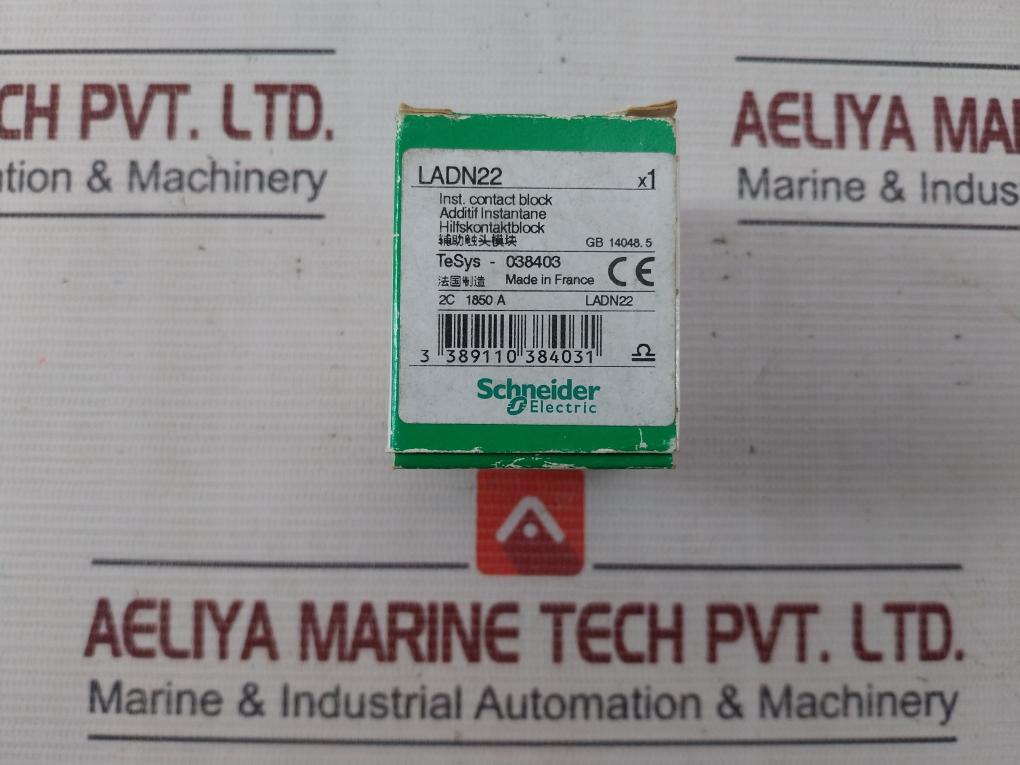 CH PVT. LTD.
tion & Machinery
AELIYA MAR
Marine & Indus
LADN22 x1
Inst. contact block
Additif Instantane
Hilfskontaktblock
辅助触头模块 GB 14048.5
TeSys - 038403
法国制造 Made in France CE
2C 1850 A LADN22
3 389110 384031
Schneider
Electric
AELIYA MARINE TECH PVT. LTD.
Marine & Industrial Automation & Machinery